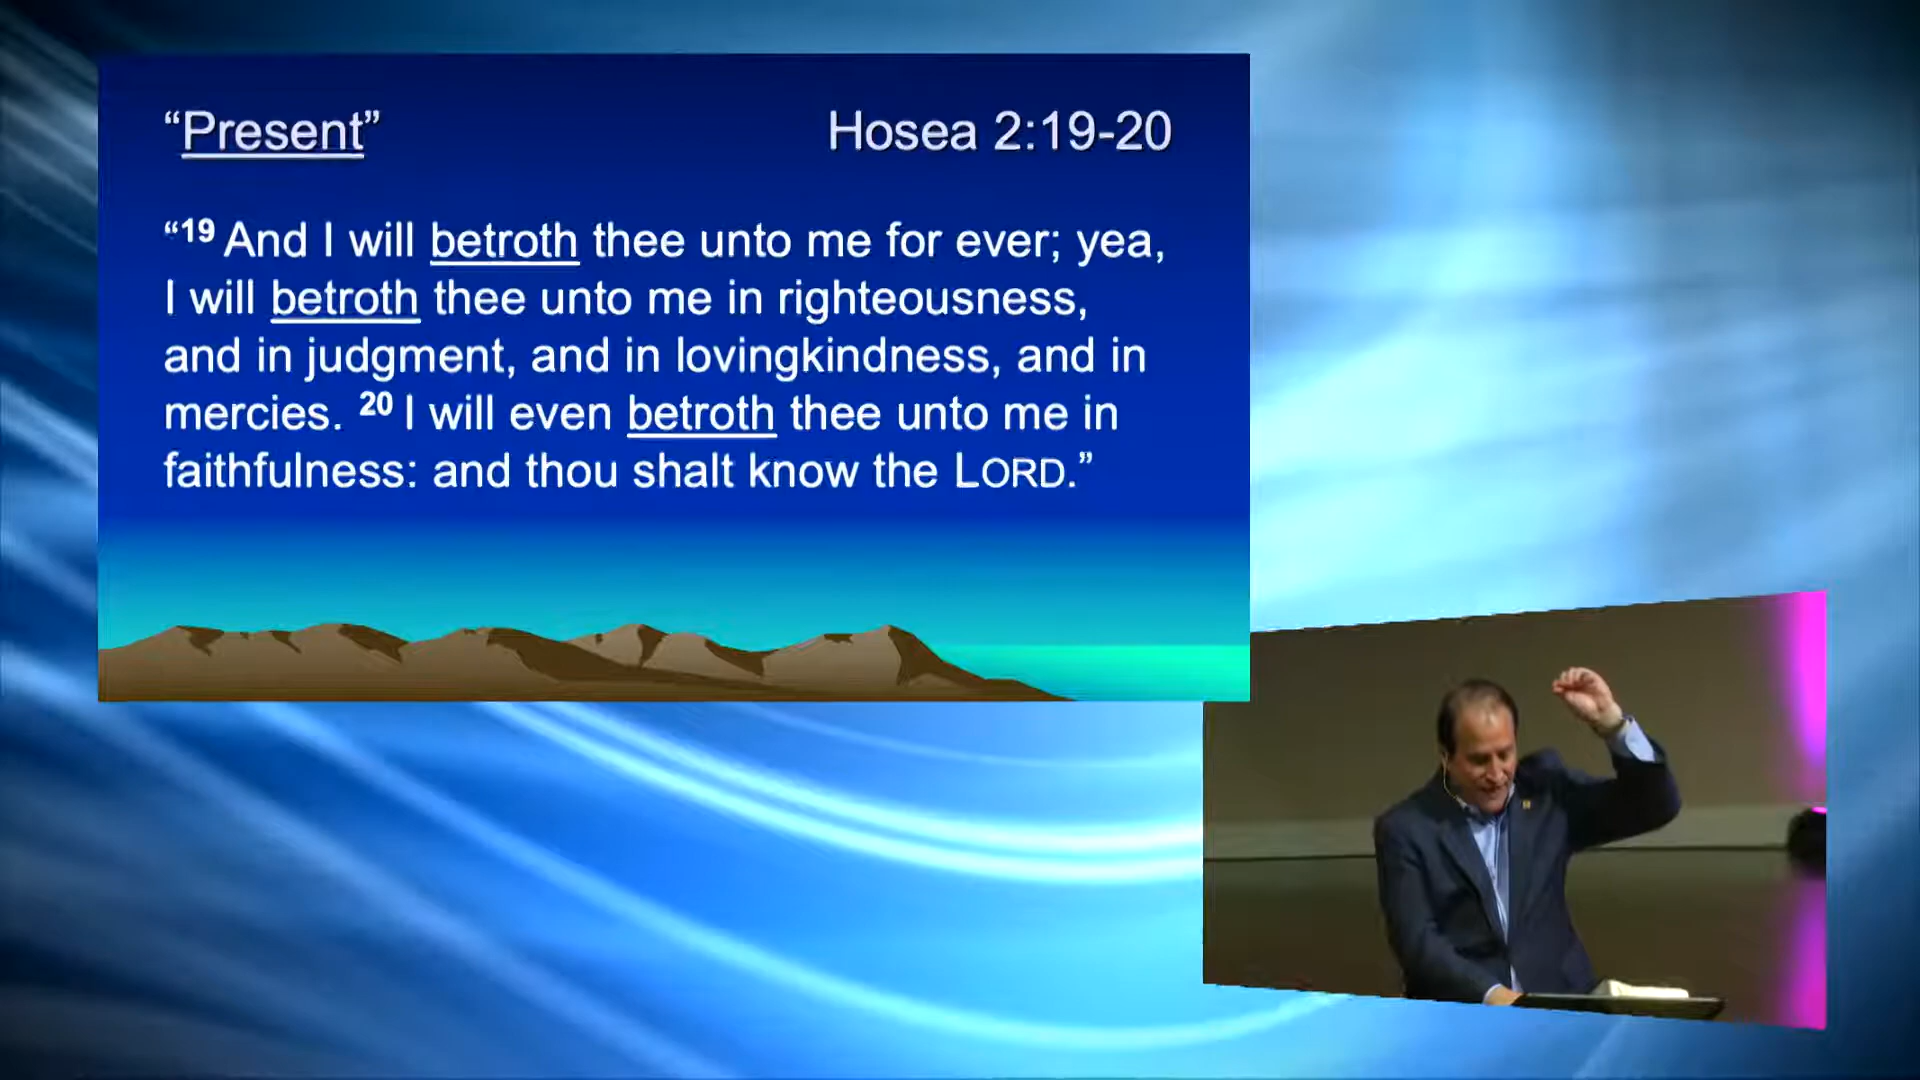 “Present” Hosea 2:19-20
“19 And I will betroth thee unto me for ever; yea,
I will betroth thee unto me in righteousness,
and in judgment, and in lovingkindness, and in
mercies. 20 I will even betroth thee unto me in
faithfulness: and thou shalt know the LORD.”